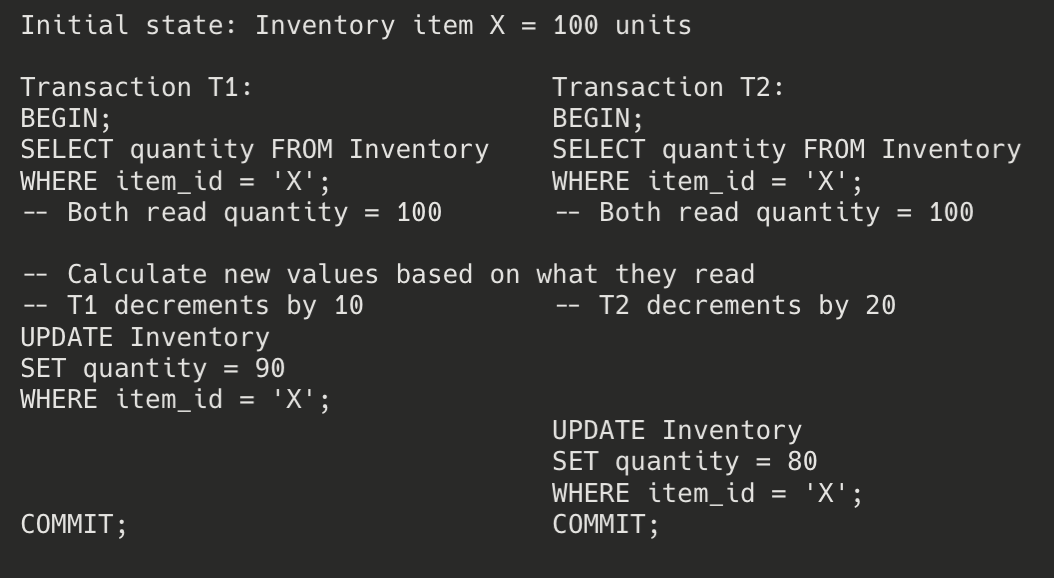 Initial state: Inventory item X = 100 units
Transaction T1: Transaction T2:
BEGIN; BEGIN;
SELECT quantity FROM Inventory SELECT quantity FROM Inventory
WHERE item_id = 'X'; WHERE item_id = 'X';
-- Both read quantity = 100 -- Both read quantity = 100
-- Calculate new values based on what they read
-- T1 decrements by 10 -- T2 decrements by 20
UPDATE Inventory
SET quantity = 90
WHERE item_id = 'X';
UPDATE Inventory
SET quantity = 80
WHERE item_id = 'X';
COMMIT; COMMIT;